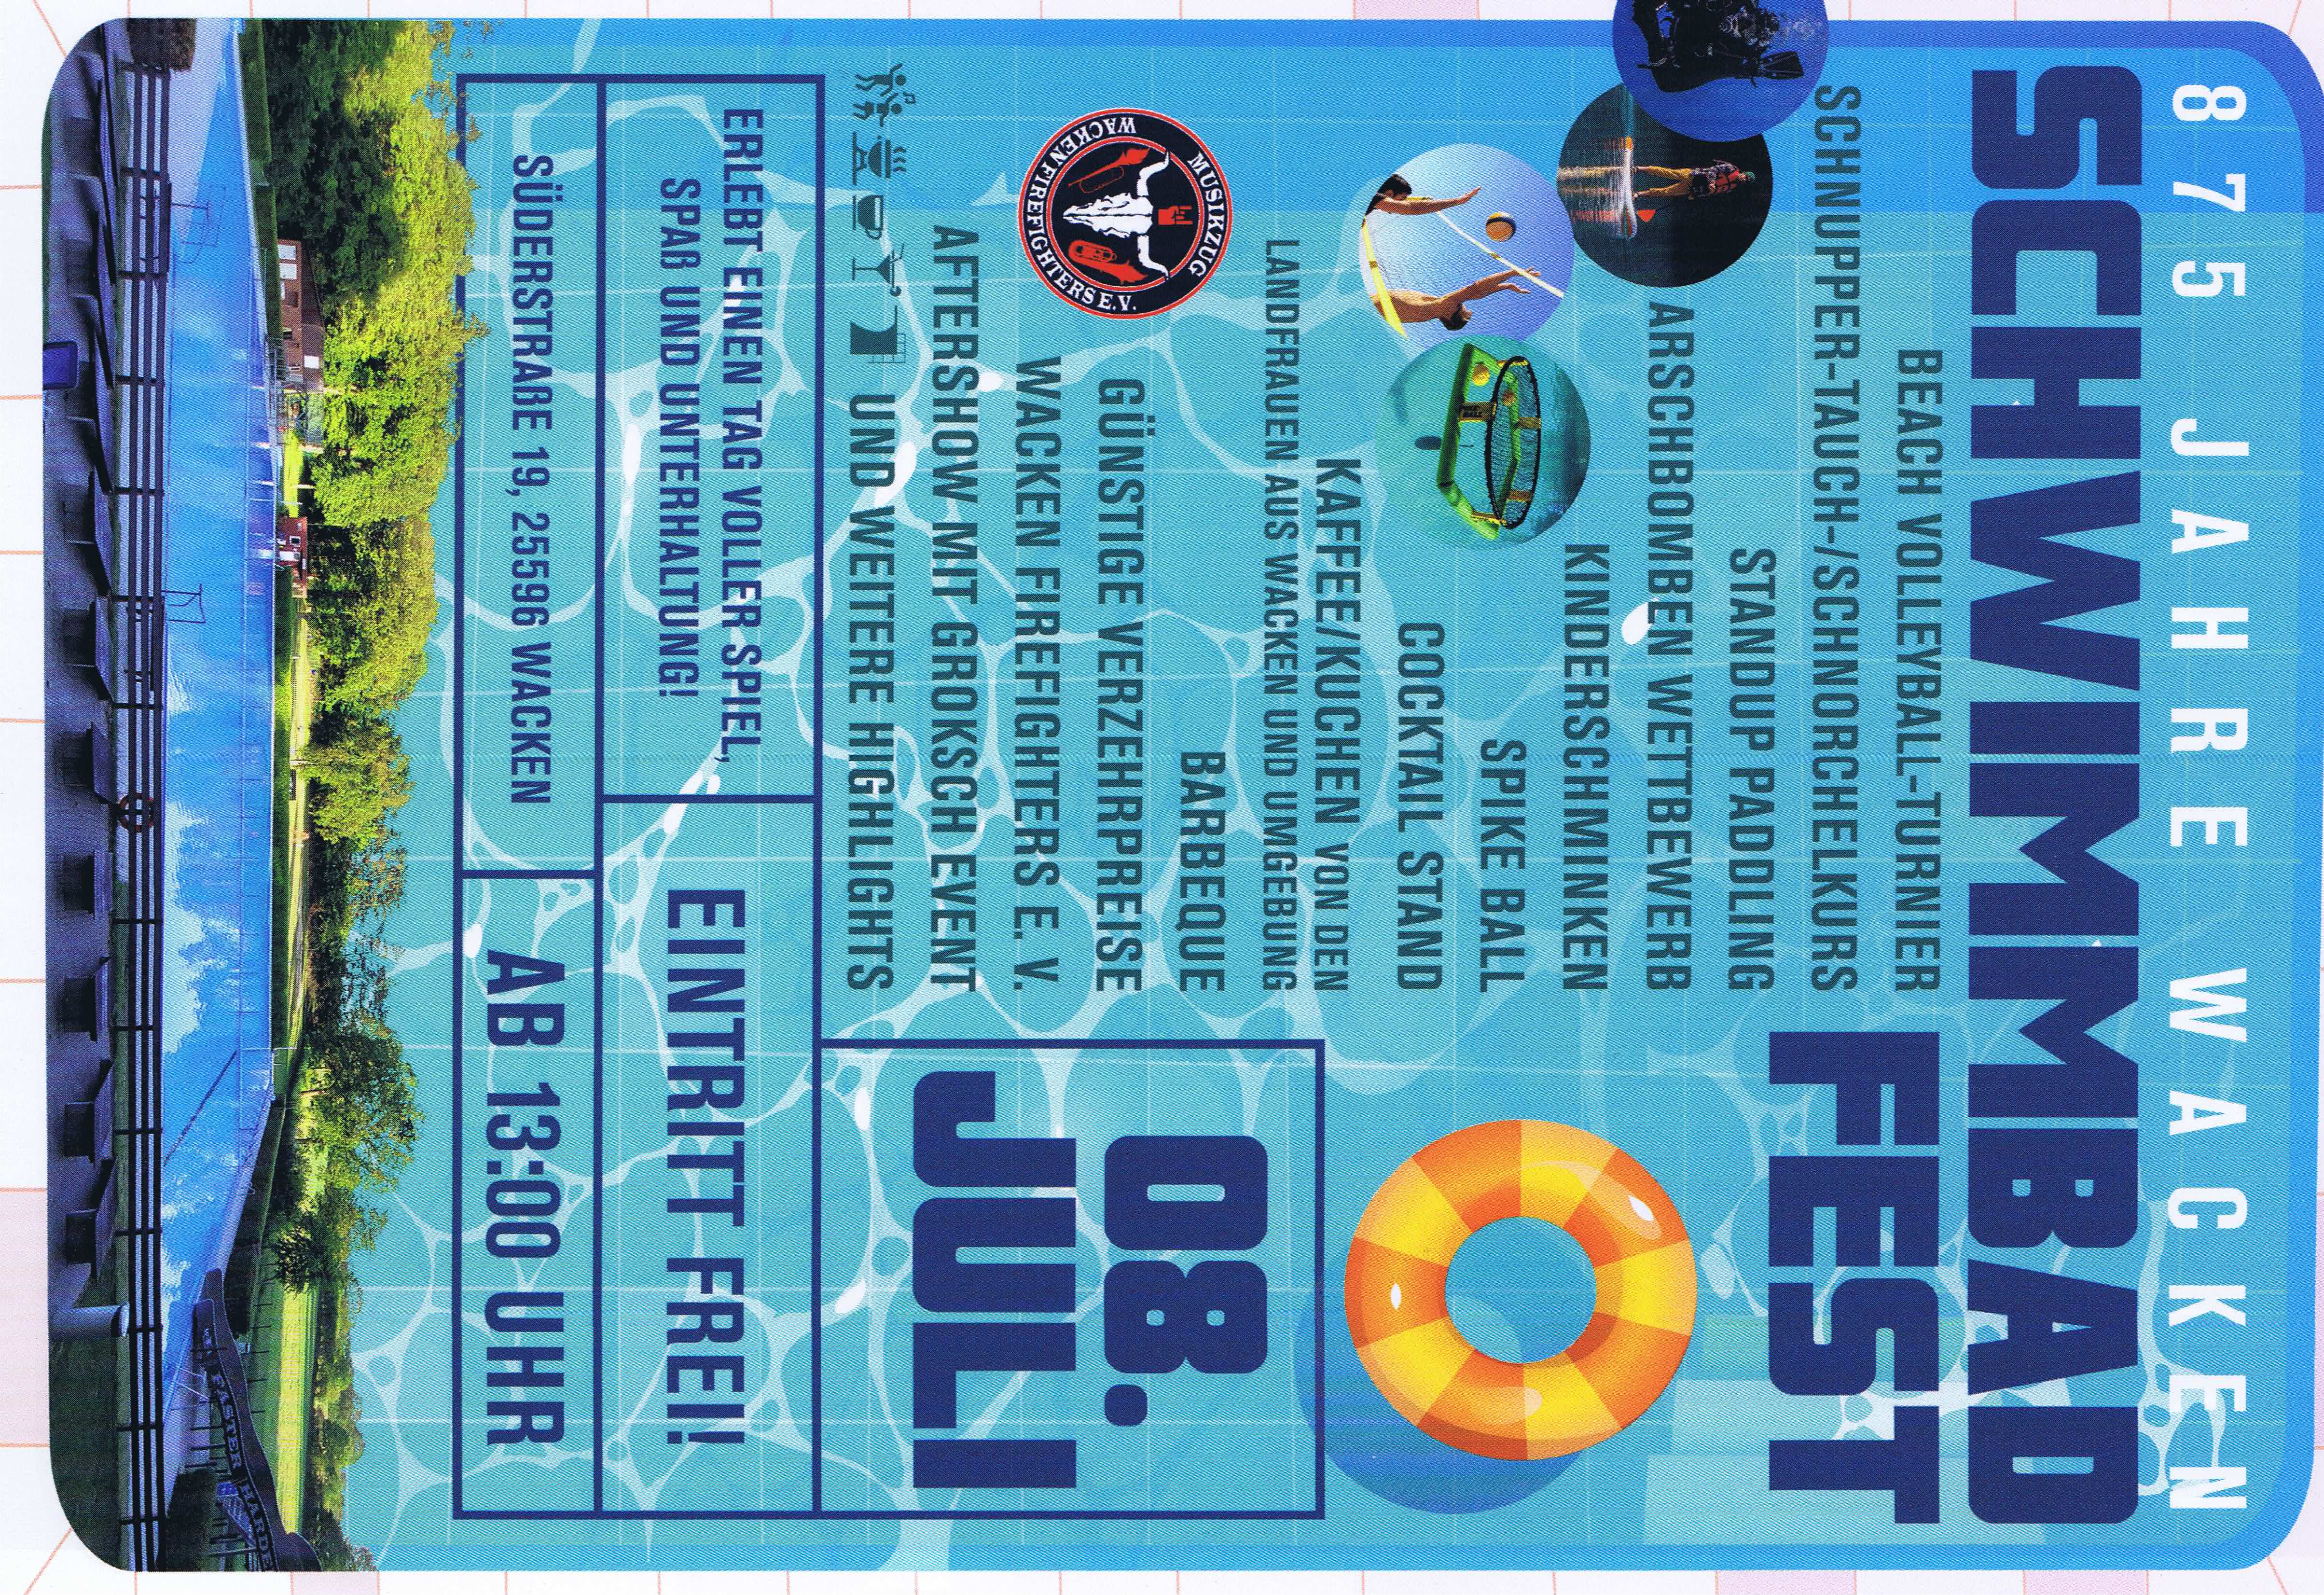 875 JAHRE WACKEN
SCHWIMMBAD
FEST
BEACH VOLLEYBALL-TURNIER
SCHNUPPER-TAUCH-/SCHNORCHELKURS
STANDUP PADDLING
ARSCHBOMBEN WETTBEWERB
KINDERSCHMINKEN
SPIKE BALL
COCKTAIL STAND
KAFFEE/KUCHEN VON DEN
LANDFRAUEN AUS WACKEN UND UMGEBUNG
BARBEQUE
GÜNSTIGE VERZEHRPREISE
WACKEN FIREFIGHTERS E. V.
AFTERSHOW MIT GROKSCH EVENT
UND WEITERE HIGHLIGHTS
MUSIKZUG
WACKEN FIREFIGHTERS E.V.
08.
JULI
ERLEBT EINEN TAG VOLLER SPIEL,
SPAß UND UNTERHALTUNG!
EINTRITT FREI!
SÜDERSTRAßE 19, 25596 WACKEN
AB 13:00 UHR
FASTER HARDE